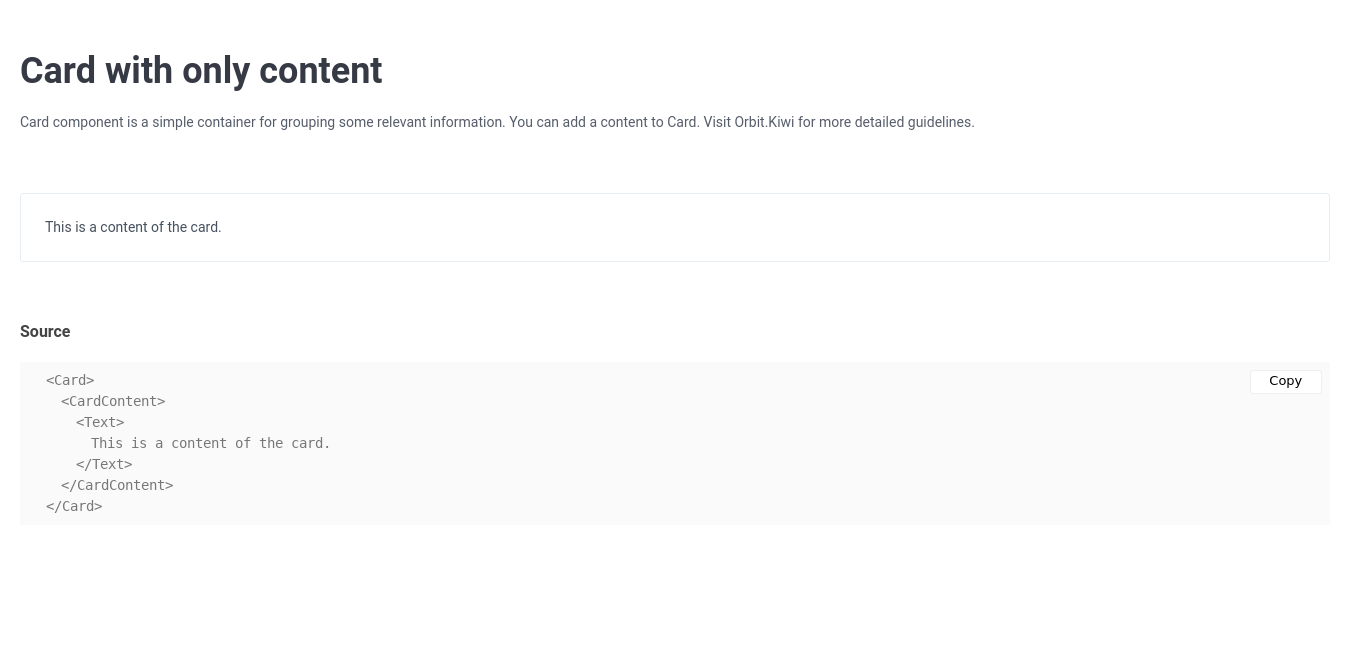 Card with only content
Card component is a simple container for grouping some relevant information. You can add a content to Card. Visit Orbit.Kiwi for more detailed guidelines.
This is a content of the card.
Source
<Card>
<CardContent>
<Text>
This is a content of the card.
</Text>
</CardContent>
</Card>
Copy